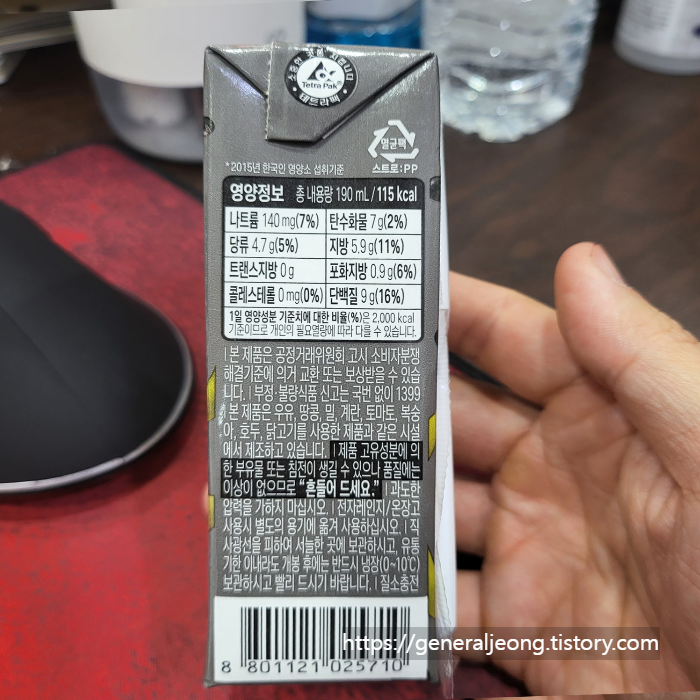 소중한 것을 지킵니다
Tetra Pak®
테트라팩
멸균팩
스트로:PP
*2015년 한국인 영양소 섭취기준
영양정보 총 내용량 190 mL / 115 kcal
나트륨 140 mg(7%) 탄수화물 7 g(2%)
당류 4.7 g(5%) 지방 5.9 g(11%)
트랜스지방 0 g 포화지방 0.9 g(6%)
콜레스테롤 0 mg(0%) 단백질 9 g(16%)
1일 영양성분 기준치에 대한 비율(%)은 2,000 kcal
기준이므로 개인의 필요열량에 따라 다를 수 있습니다.
| 본 제품은 공정거래위원회 고시 소비자분쟁
해결기준에 의거 교환 또는 보상받을 수 있습
니다. | 부정·불량식품 신고는 국번 없이 1399
| 본 제품은 우유, 땅콩, 밀, 계란, 토마토, 복숭
아, 호두, 닭고기를 사용한 제품과 같은 시설
에서 제조하고 있습니다. | 제품 고유성분에 의
한 부유물 또는 침전이 생길 수 있으나 품질에는
이상이 없으므로 “흔들어 드세요.” | 과도한
압력을 가하지 마십시오. | 전자레인지/온장고
사용시 별도의 용기에 옮겨 사용하십시오. | 직
사광선을 피하여 서늘한 곳에 보관하시고, 유통
기한 이내라도 개봉 후에는 반드시 냉장(0~10℃)
보관하시고 빨리 드시기 바랍니다. | 질소충전
8 801121 025710
https://generaljeong.tistory.com